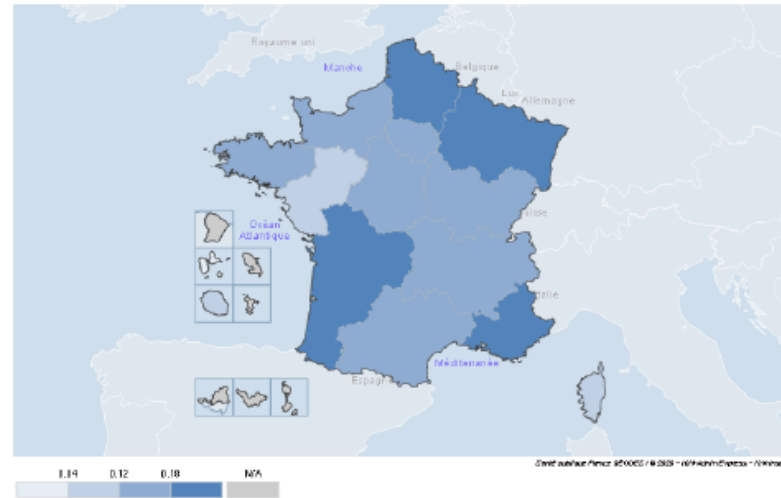 Royaume uni
Manche
Belgique
Lux
Allemagne
Suisse
Océan
Atlantique
Italie
Méditerranée
Espagne
0.12
0.18
N/A